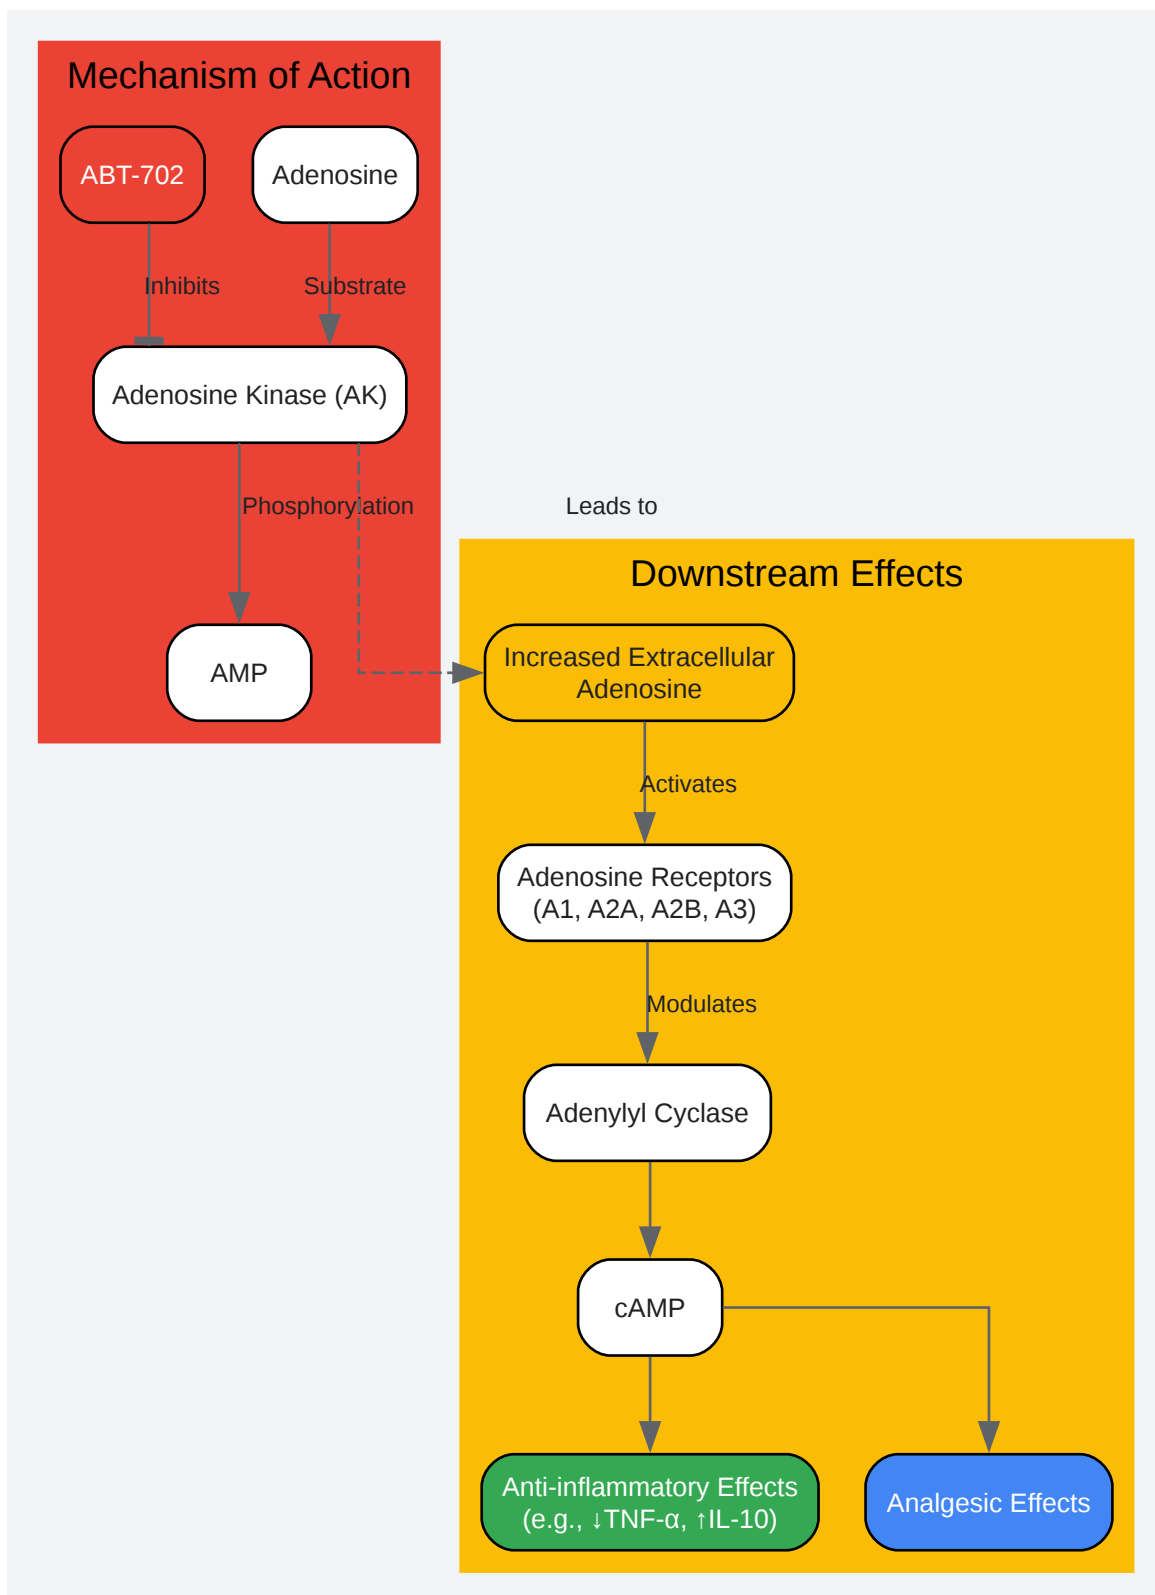 Mechanism of Action
ABT-702
Adenosine
Inhibits
Substrate
Adenosine Kinase (AK)
Phosphorylation
Leads to
AMP
Downstream Effects
Increased Extracellular
Adenosine
Activates
Adenosine Receptors
(A1, A2A, A2B, A3)
Modulates
Adenylyl Cyclase
cAMP
Anti-inflammatory Effects
(e.g., ↓TNF-α, ↑IL-10)
Analgesic Effects